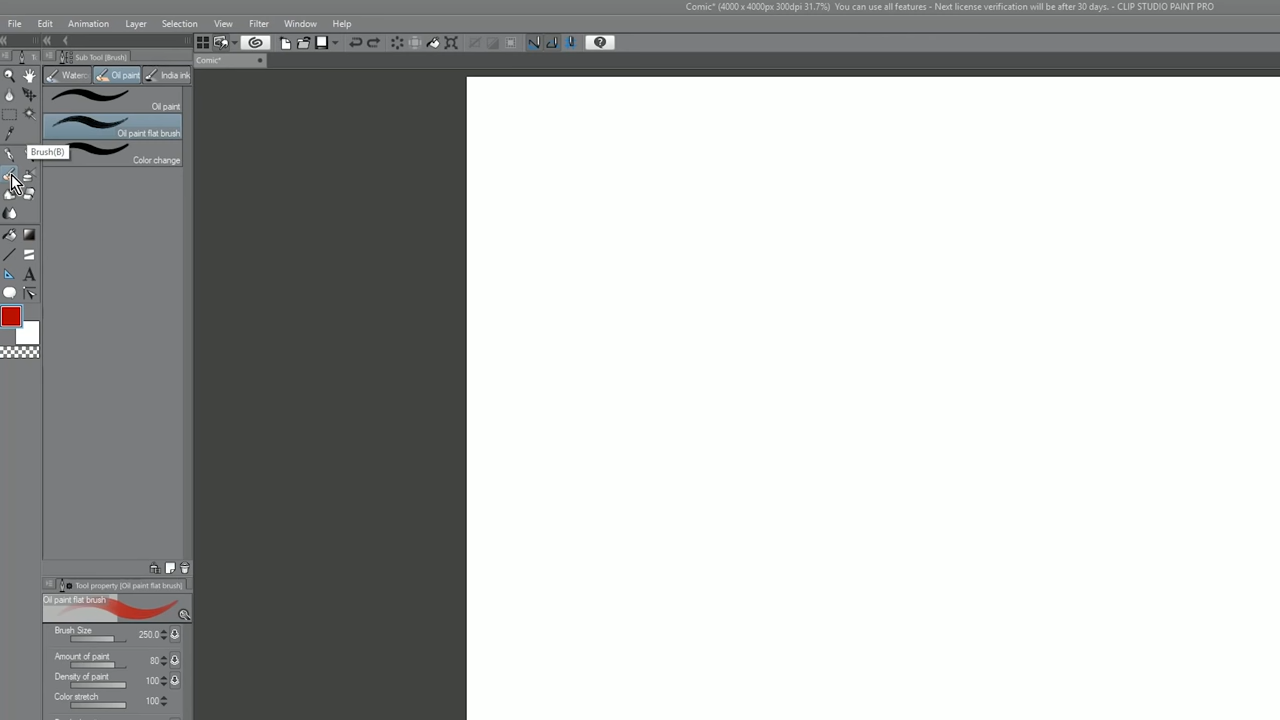 Comic* (4000 x 4000px 300dpi 31.7%)  You can use all features - Next license verification will be after 30 days. - CLIP STUDIO PAINT PRO
File Edit Animation Layer Selection View Filter Window Help
Sub Tool [Brush]
Comic*
Oil paint India ink
Oil paint
Oil paint flat brush
Brush(B)
Color change
A
Tool property [Oil paint flat brush]
Oil paint flat brush
Brush Size 250.0
Amount of paint 80
Density of paint 100
Color stretch 100